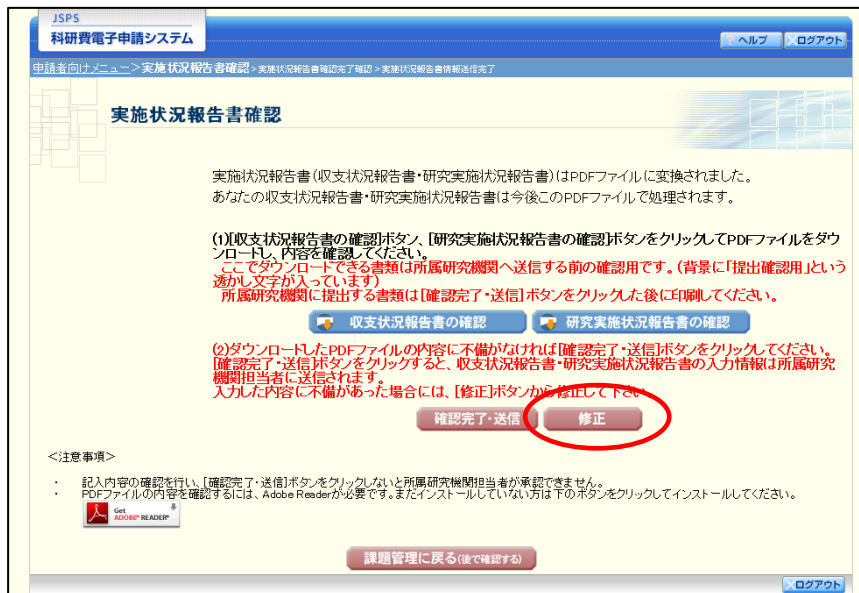 JSPS
科研費電子申請システム
ヘルプ
ログアウト
申請者向けメニュー>実施状況報告書確認>実施状況報告書確認完了確認>実施状況報告書情報送信完了
実施状況報告書確認
実施状況報告書(収支状況報告書・研究実施状況報告書)はPDFファイルに変換されました。
あなたの収支状況報告書・研究実施状況報告書は今後このPDFファイルで処理されます。
(1)[収支状況報告書の確認]ボタン、[研究実施状況報告書の確認]ボタンをクリックしてPDFファイルをダウ
ンロードし、内容を確認してください。
ここでダウンロードできる書類は所属研究機関へ送信する前の確認用です。(背景に「提出確認用」という
透かし文字が入っています)
所属研究機関に提出する書類は[確認完了・送信]ボタンをクリックした後に印刷してください。
収支状況報告書の確認
研究実施状況報告書の確認
(2)ダウンロードしたPDFファイルの内容に不備がなければ[確認完了・送信]ボタンをクリックしてください。
[確認完了・送信]ボタンをクリックすると、収支状況報告書・研究実施状況報告書の入力情報は所属研究
機関担当者に送信されます。
入力した内容に不備があった場合には、[修正]ボタンから修正して下さい
確認完了・送信
修正
<注意事項>
・ 記入内容の確認を行い、[確認完了・送信]ボタンをクリックしないと所属研究機関担当者が承認できません。
・ PDFファイルの内容を確認するには、Adobe Readerが必要です。まだインストールしていない方は下のボタンをクリックしてインストールしてください。
Get
ADOBE® READER®
課題管理に戻る(後で確認する)
ログアウト